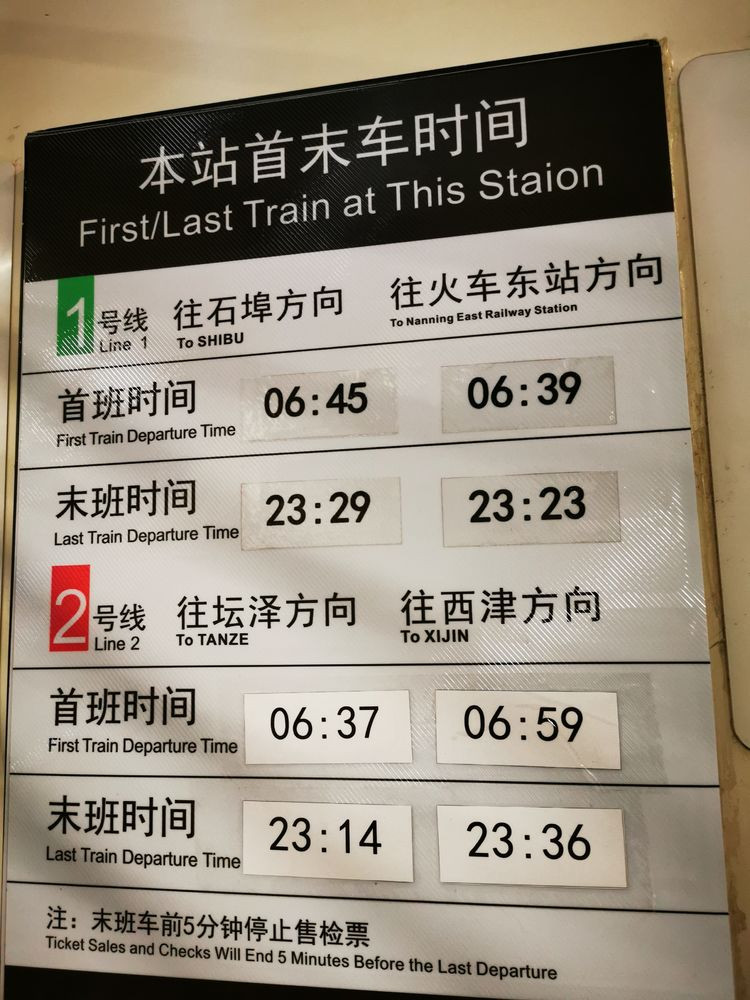 本站首末车时间
First/Last Train at This Staion
1号线 往石埠方向 往火车东站方向
Line 1 To SHIBU To Nanning East Railway Station
首班时间 06:45 06:39
First Train Departure Time
末班时间 23:29 23:23
Last Train Departure Time
2号线 往坛泽方向 往西津方向
Line 2 To TANZE To XIJIN
首班时间 06:37 06:59
First Train Departure Time
末班时间 23:14 23:36
Last Train Departure Time
注：末班车前5分钟停止售检票
Ticket Sales and Checks Will End 5 Minutes Before the Last Departure